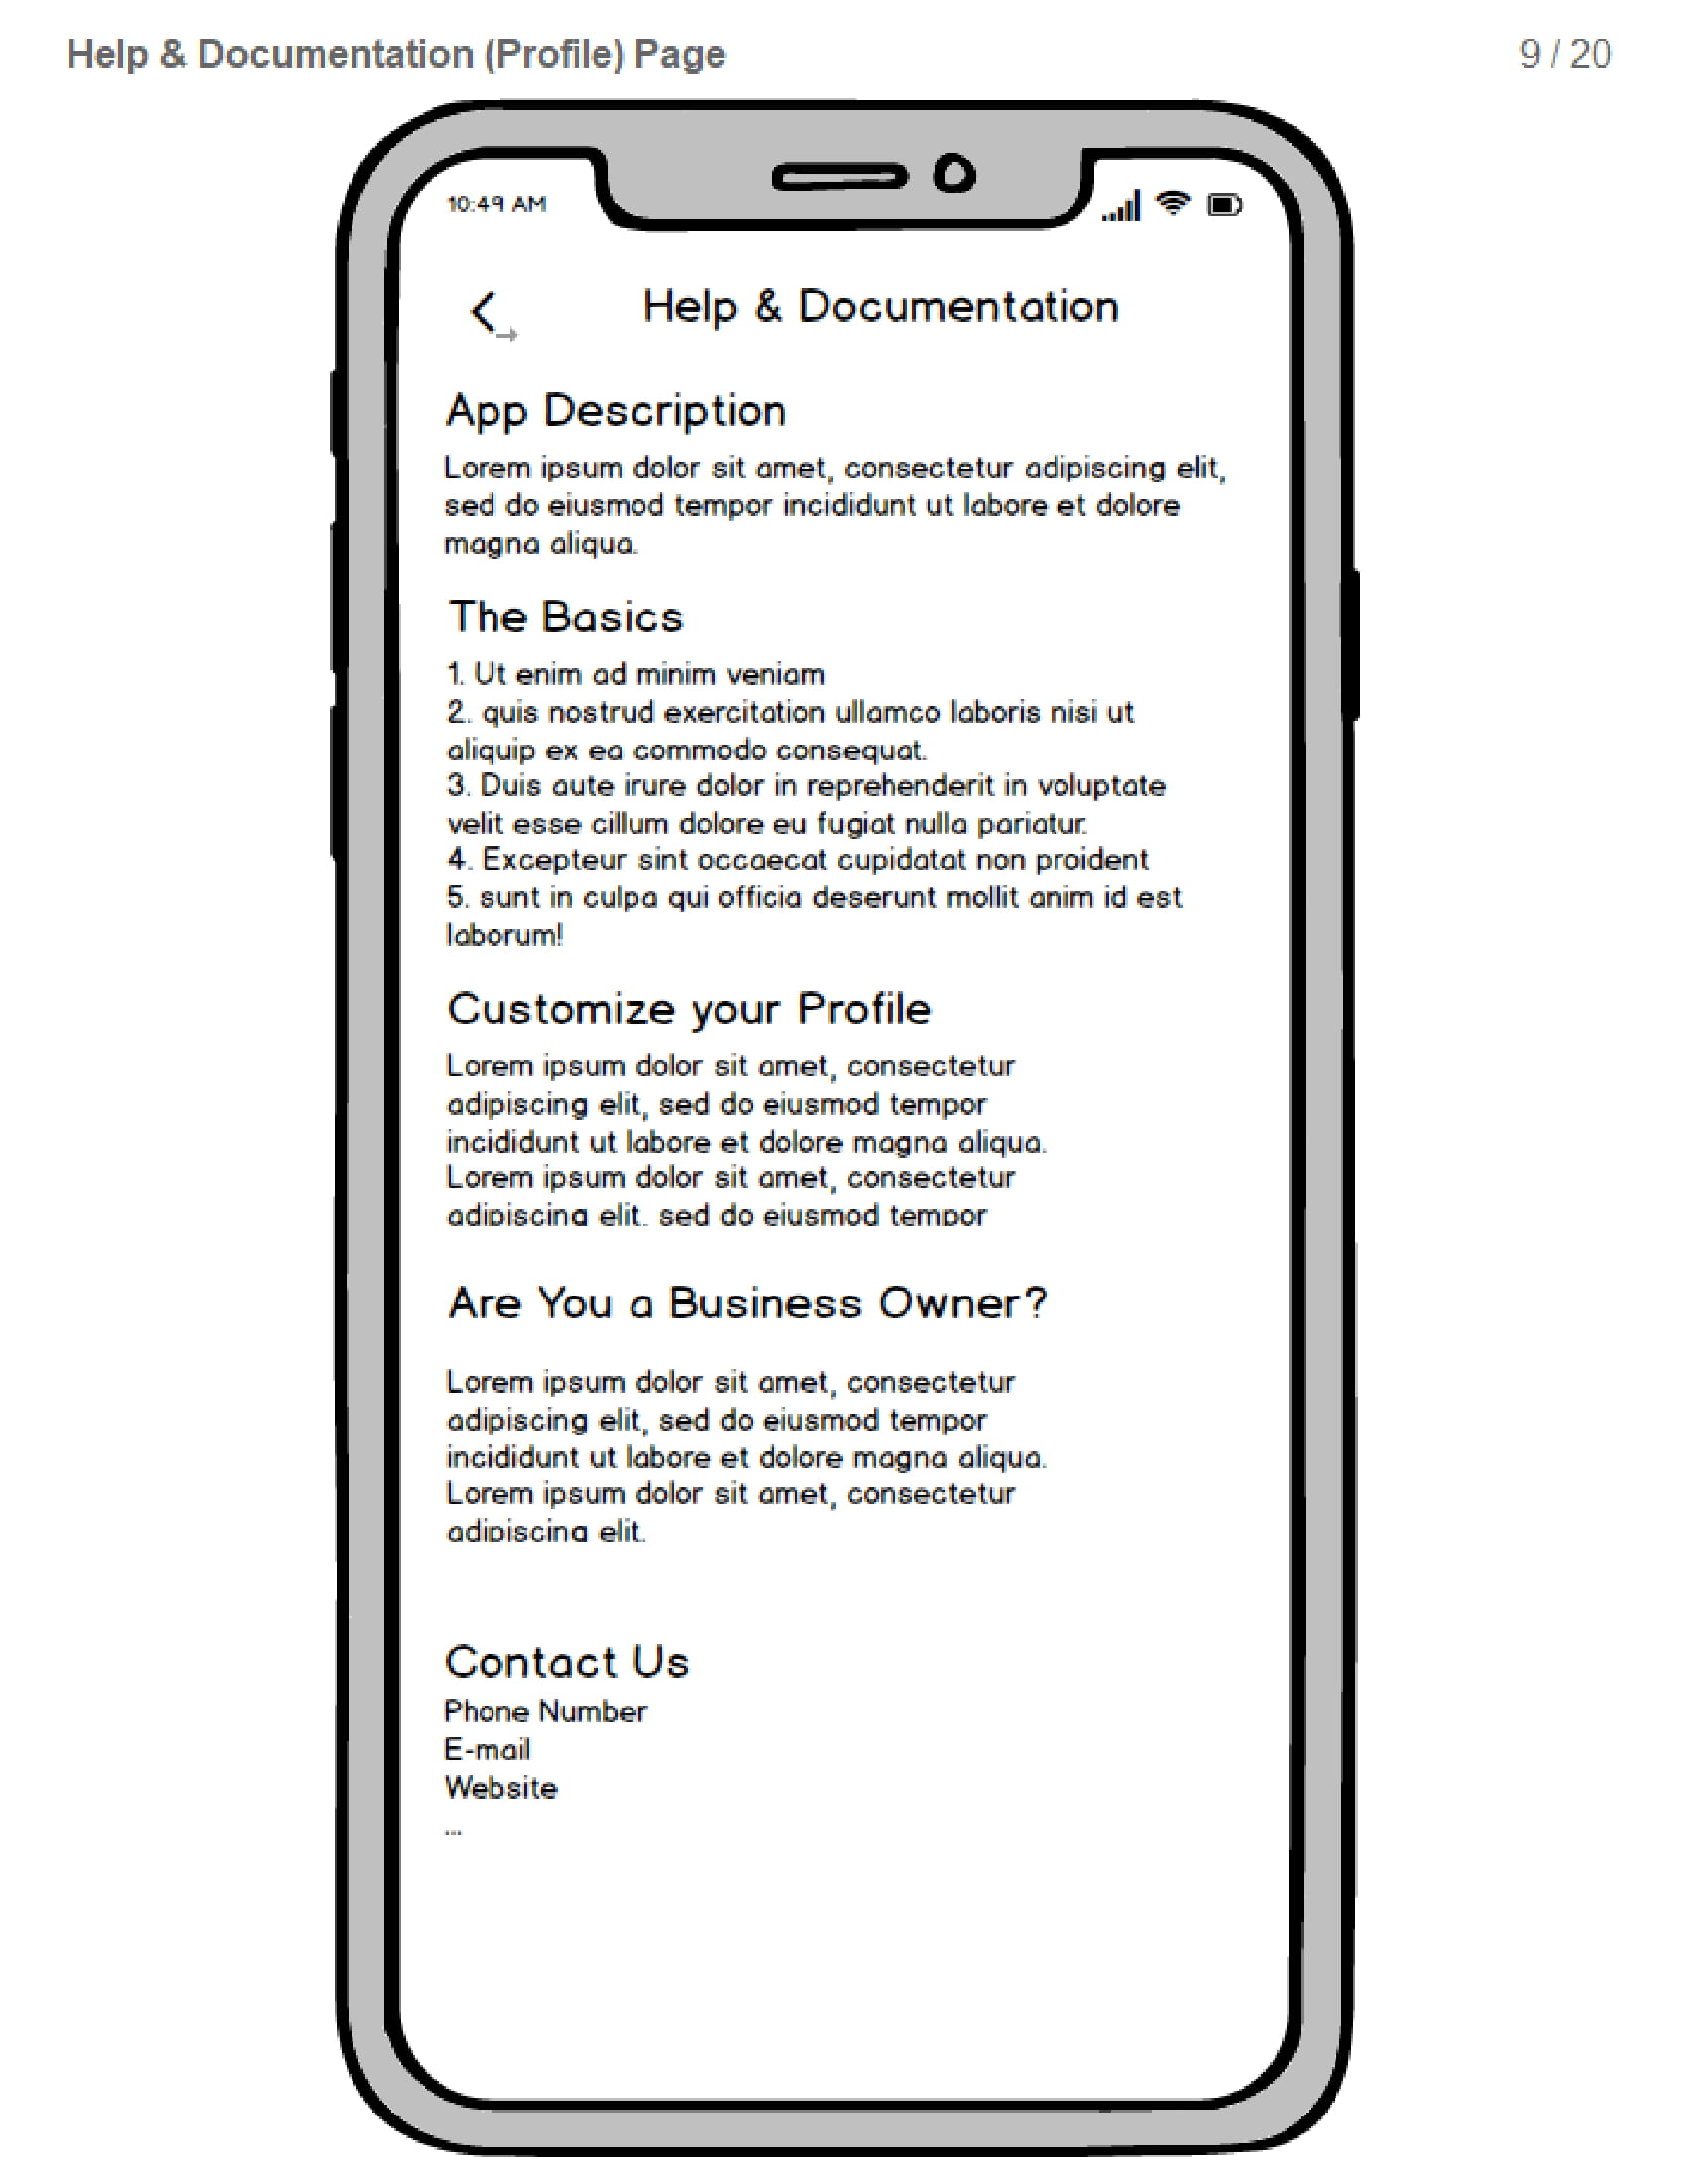 Help & Documentation (Profile) Page
9 / 20
10:49 AM
Help & Documentation
App Description
Lorem ipsum dolor sit amet, consectetur adipiscing elit,
sed do eiusmod tempor incididunt ut labore et dolore
magna aliqua.
The Basics
1. Ut enim ad minim veniam
2. quis nostrud exercitation ullamco laboris nisi ut
aliquip ex ea commodo consequat.
3. Duis aute irure dolor in reprehenderit in voluptate
velit esse cillum dolore eu fugiat nulla pariatur.
4. Excepteur sint occaecat cupidatat non proident
5. sunt in culpa qui officia deserunt mollit anim id est
laborum!
Customize your Profile
Lorem ipsum dolor sit amet, consectetur
adipiscing elit, sed do eiusmod tempor
incididunt ut labore et dolore magna aliqua.
Lorem ipsum dolor sit amet, consectetur
adipiscing elit, sed do eiusmod tempor
Are You a Business Owner?
Lorem ipsum dolor sit amet, consectetur
adipiscing elit, sed do eiusmod tempor
incididunt ut labore et dolore magna aliqua.
Lorem ipsum dolor sit amet, consectetur
adipiscing elit.
Contact Us
Phone Number
E-mail
Website
...